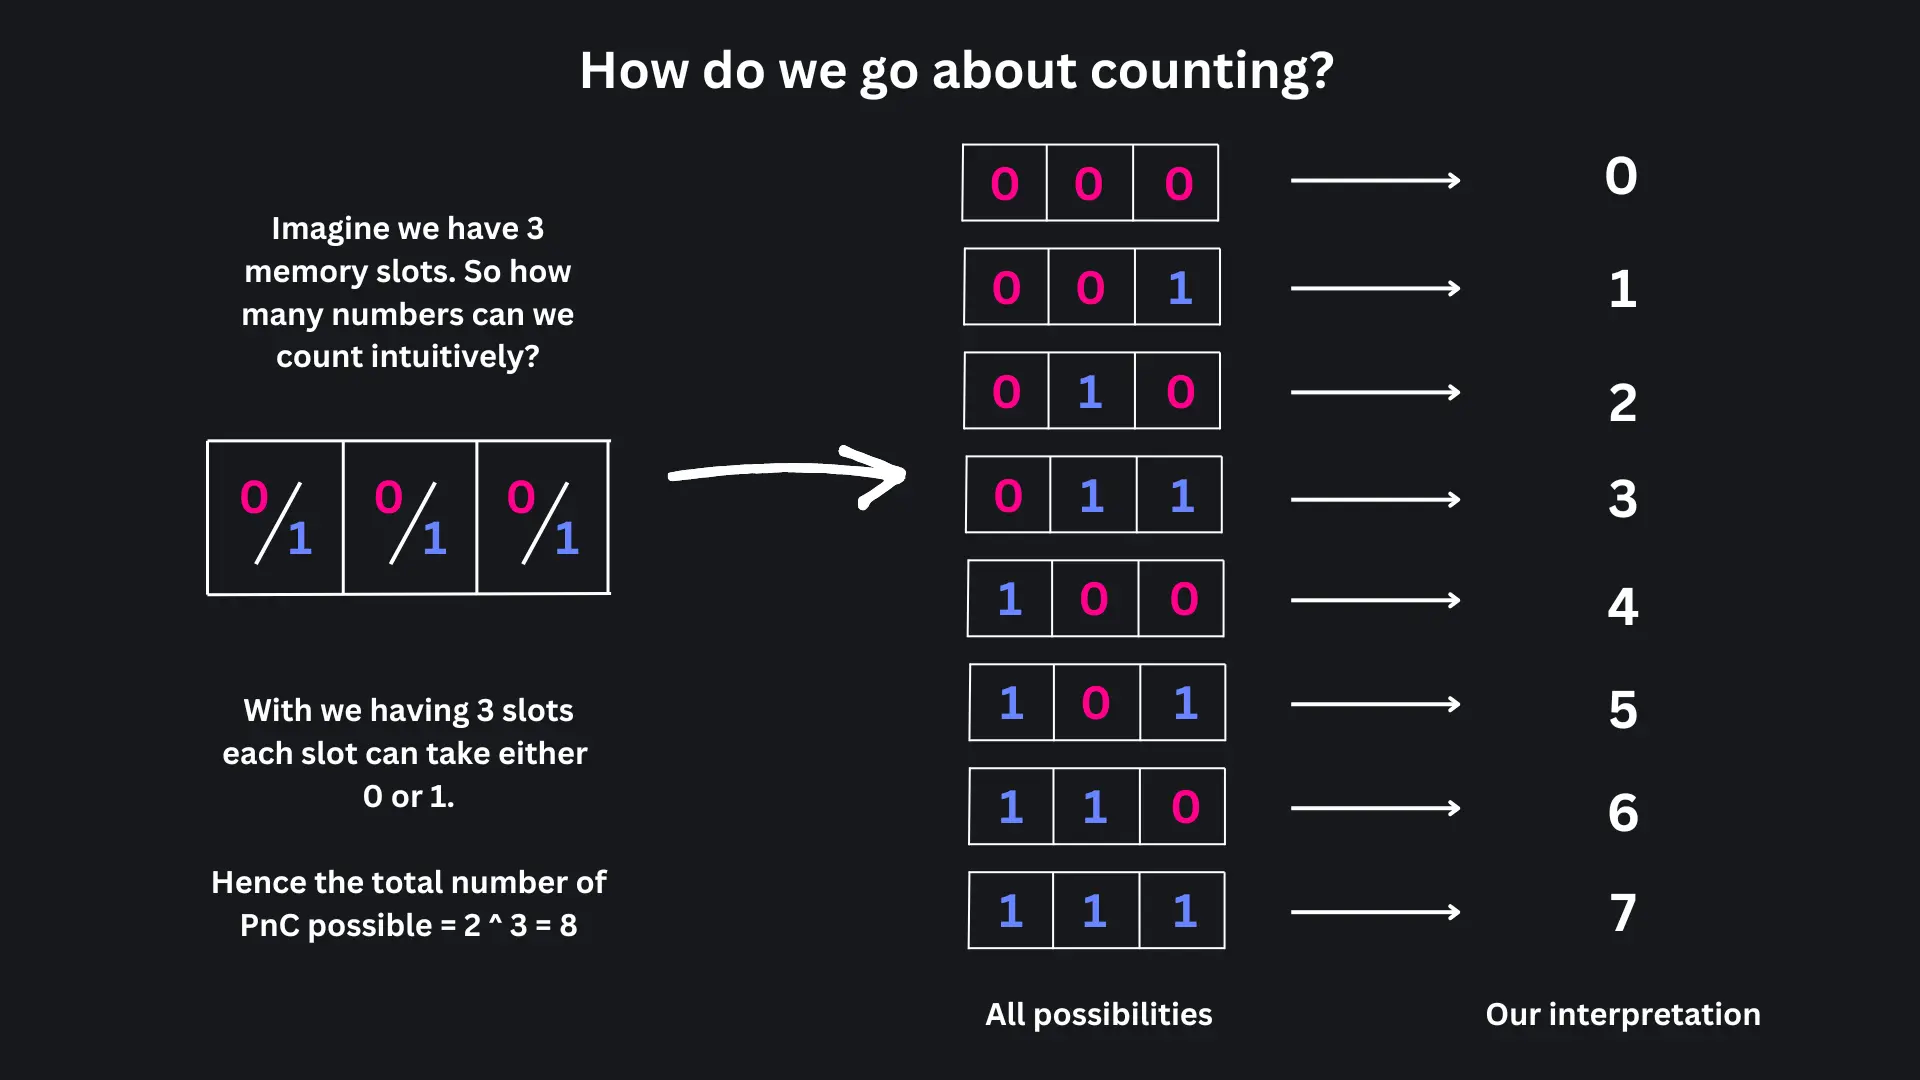 How do we go about counting?
Imagine we have 3
memory slots. So how
many numbers can we
count intuitively?
0/1 0/1 0/1
With we having 3 slots
each slot can take either
0 or 1.
Hence the total number of
PnC possible = 2 ^ 3 = 8
0 0 0 0
0 0 1 1
0 1 0 2
0 1 1 3
1 0 0 4
1 0 1 5
1 1 0 6
1 1 1 7
All possibilities
Our interpretation